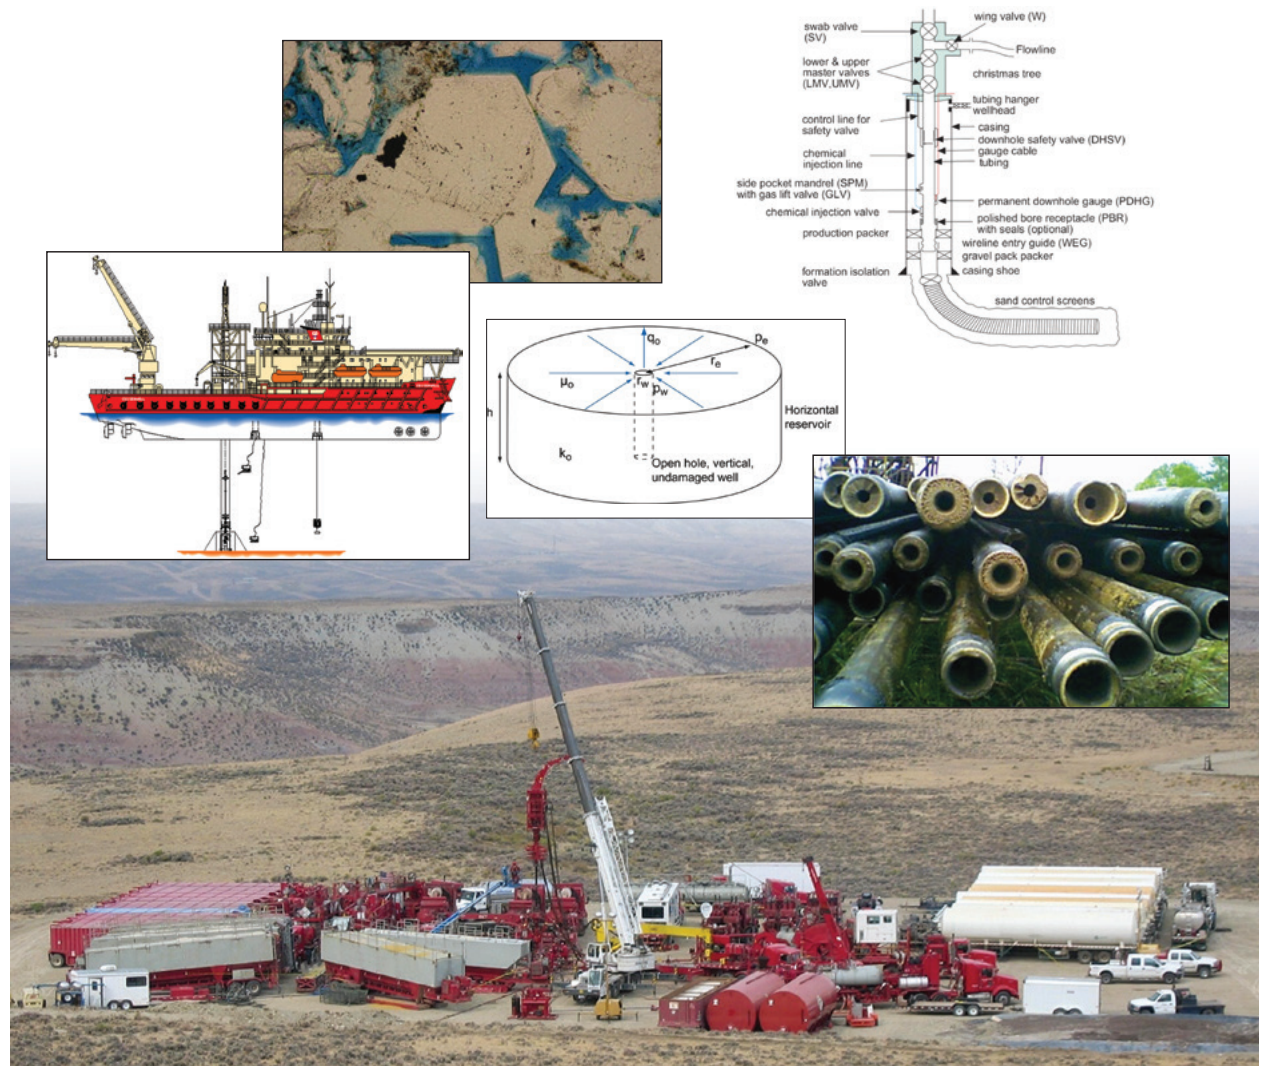 swab valve
(SV)
wing valve (W)
Flowline
lower & upper
master valves
(LMV,UMV)
christmas tree
tubing hanger
wellhead
control line for
safety valve
casing
downhole safety valve (DHSV)
gauge cable
tubing
chemical
injection line
side pocket mandrel (SPM)
with gas lift valve (GLV)
permanent downhole gauge (PDHG)
chemical injection valve
polished bore receptacle (PBR)
with seals (optional)
production packer
wireline entry guide (WEG)
gravel pack packer
formation isolation
valve
casing shoe
sand control screens
qo
pe
re
μo
rw
pw
h
Horizontal
reservoir
ko
Open hole, vertical,
undamaged well